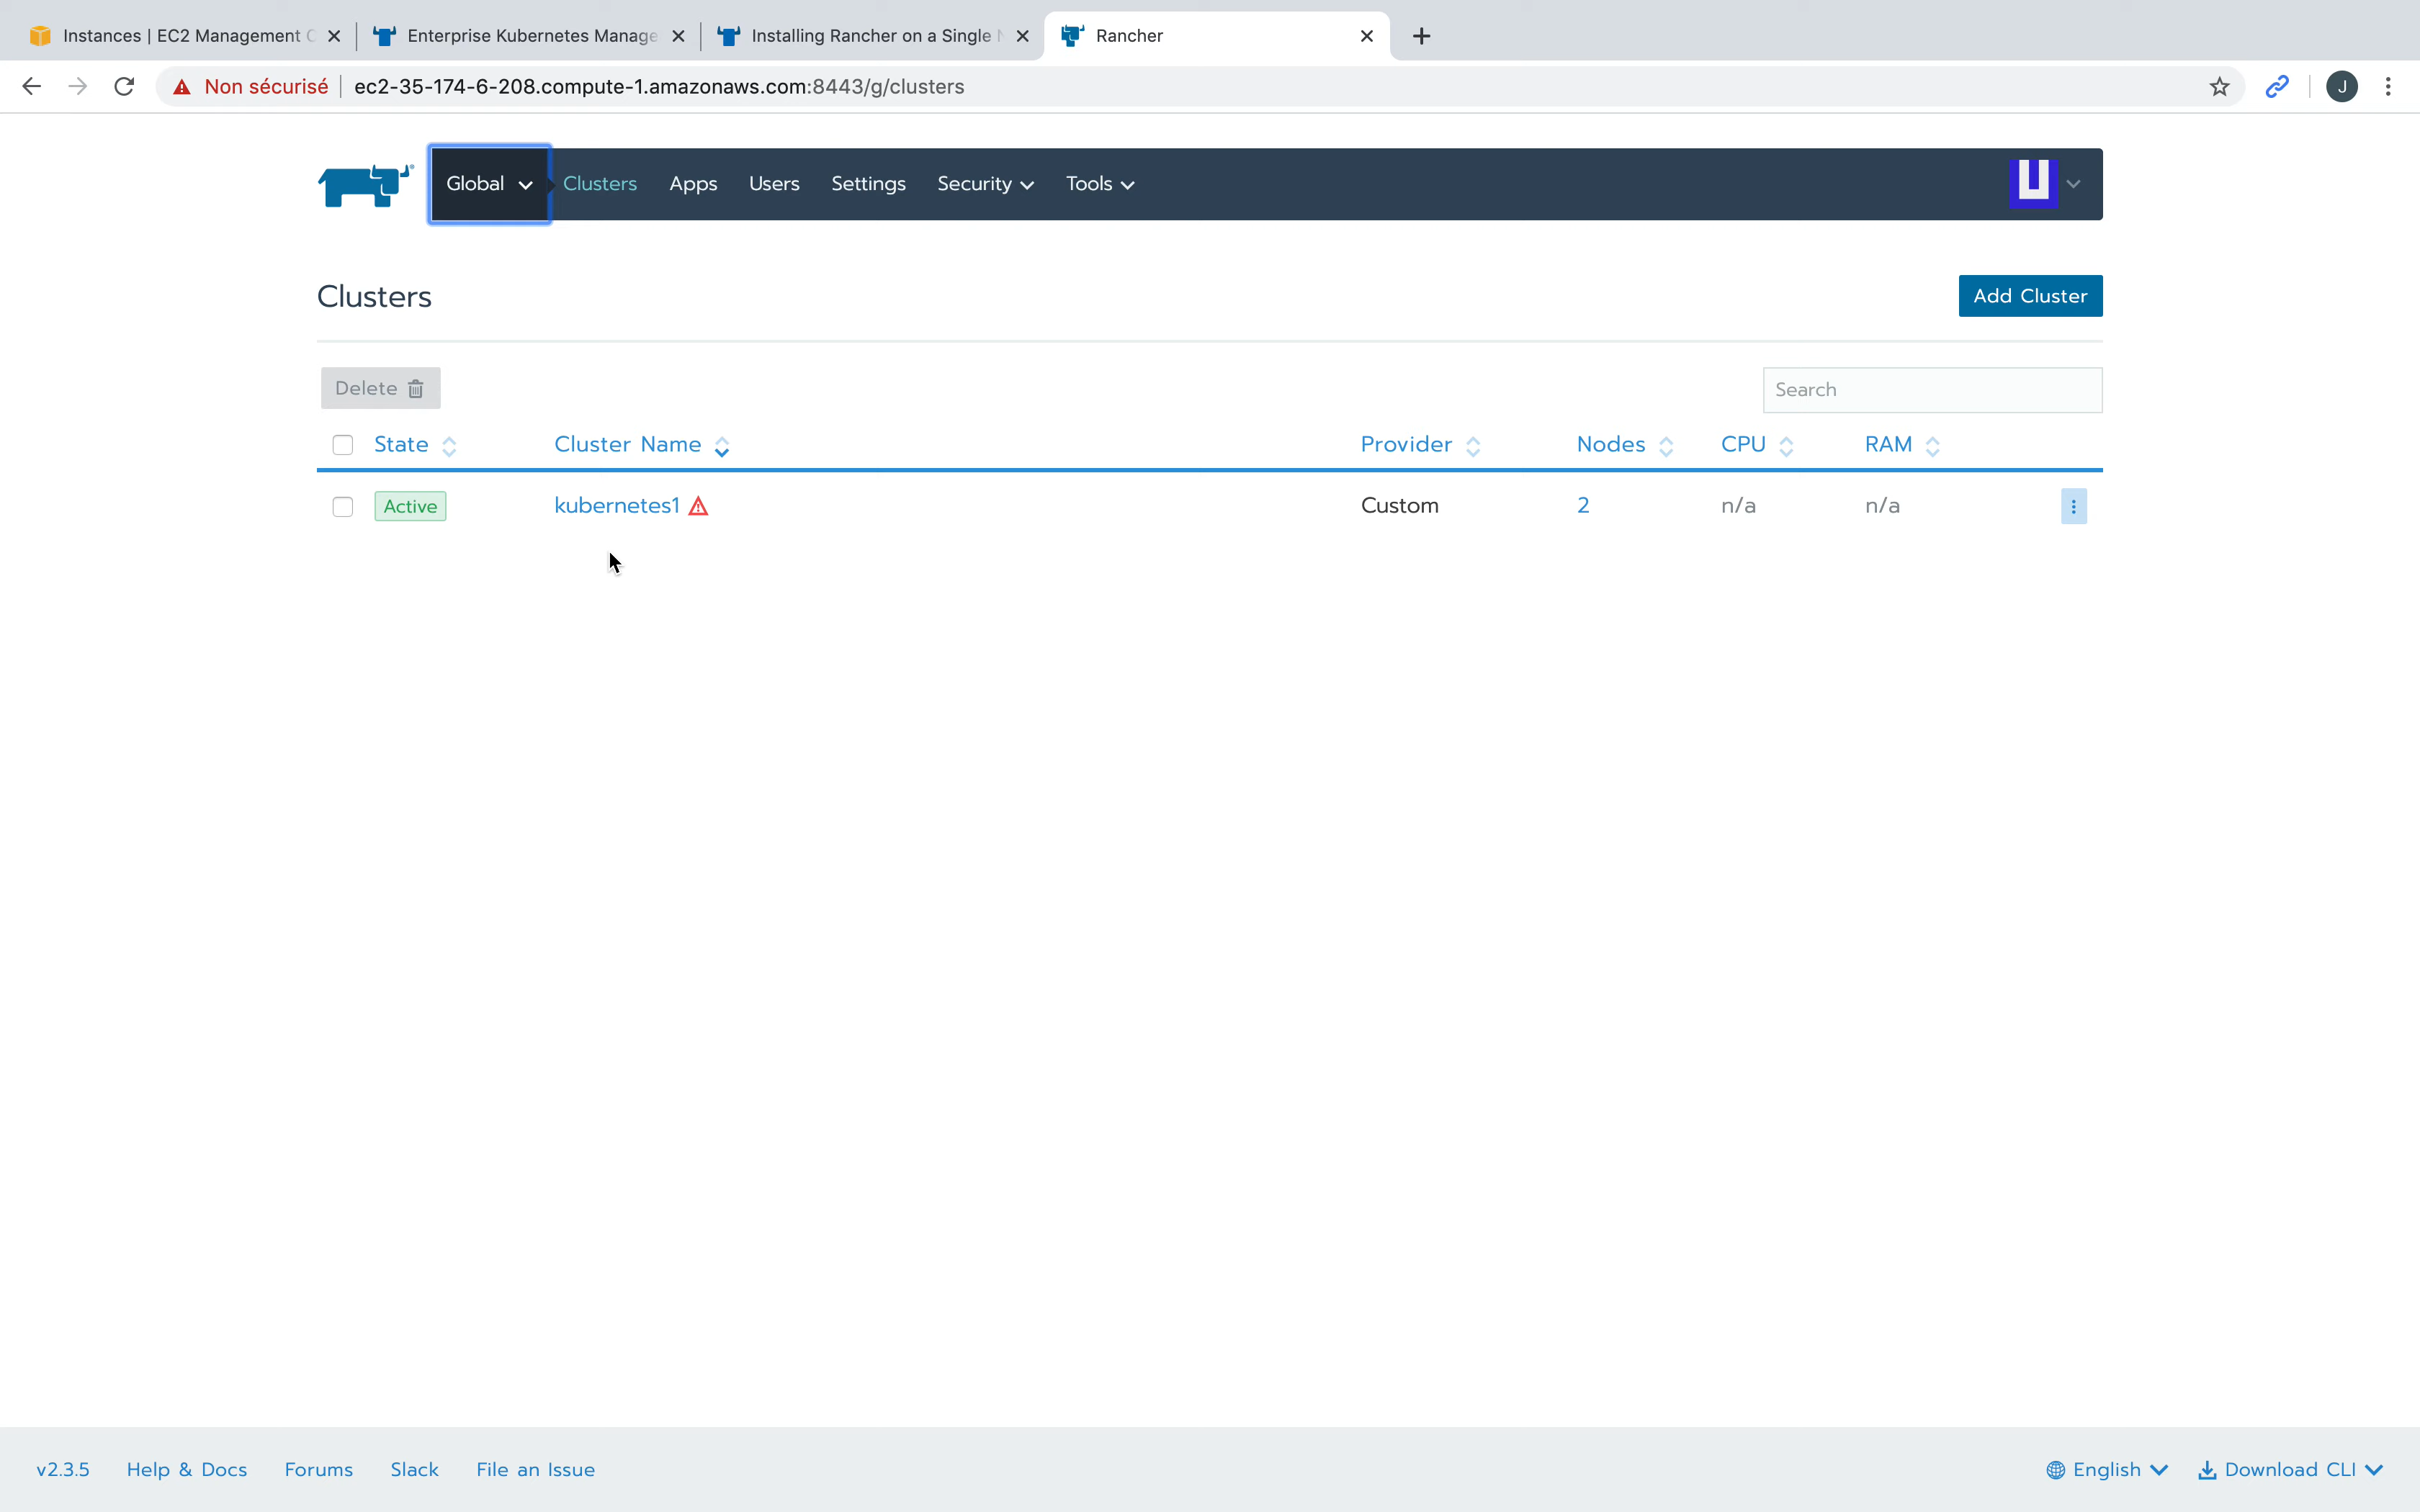 Instances | EC2 Management C
Enterprise Kubernetes Manage
Installing Rancher on a Single N
Rancher
Non sécurisé
ec2-35-174-6-208.compute-1.amazonaws.com:8443/g/clusters
J
Global Clusters Apps Users Settings Security Tools
Clusters
Add Cluster
Delete
Search
State Cluster Name Provider Nodes CPU RAM
Active kubernetes1 Custom 2 n/a n/a
v2.3.5 Help & Docs Forums Slack File an Issue English Download CLI